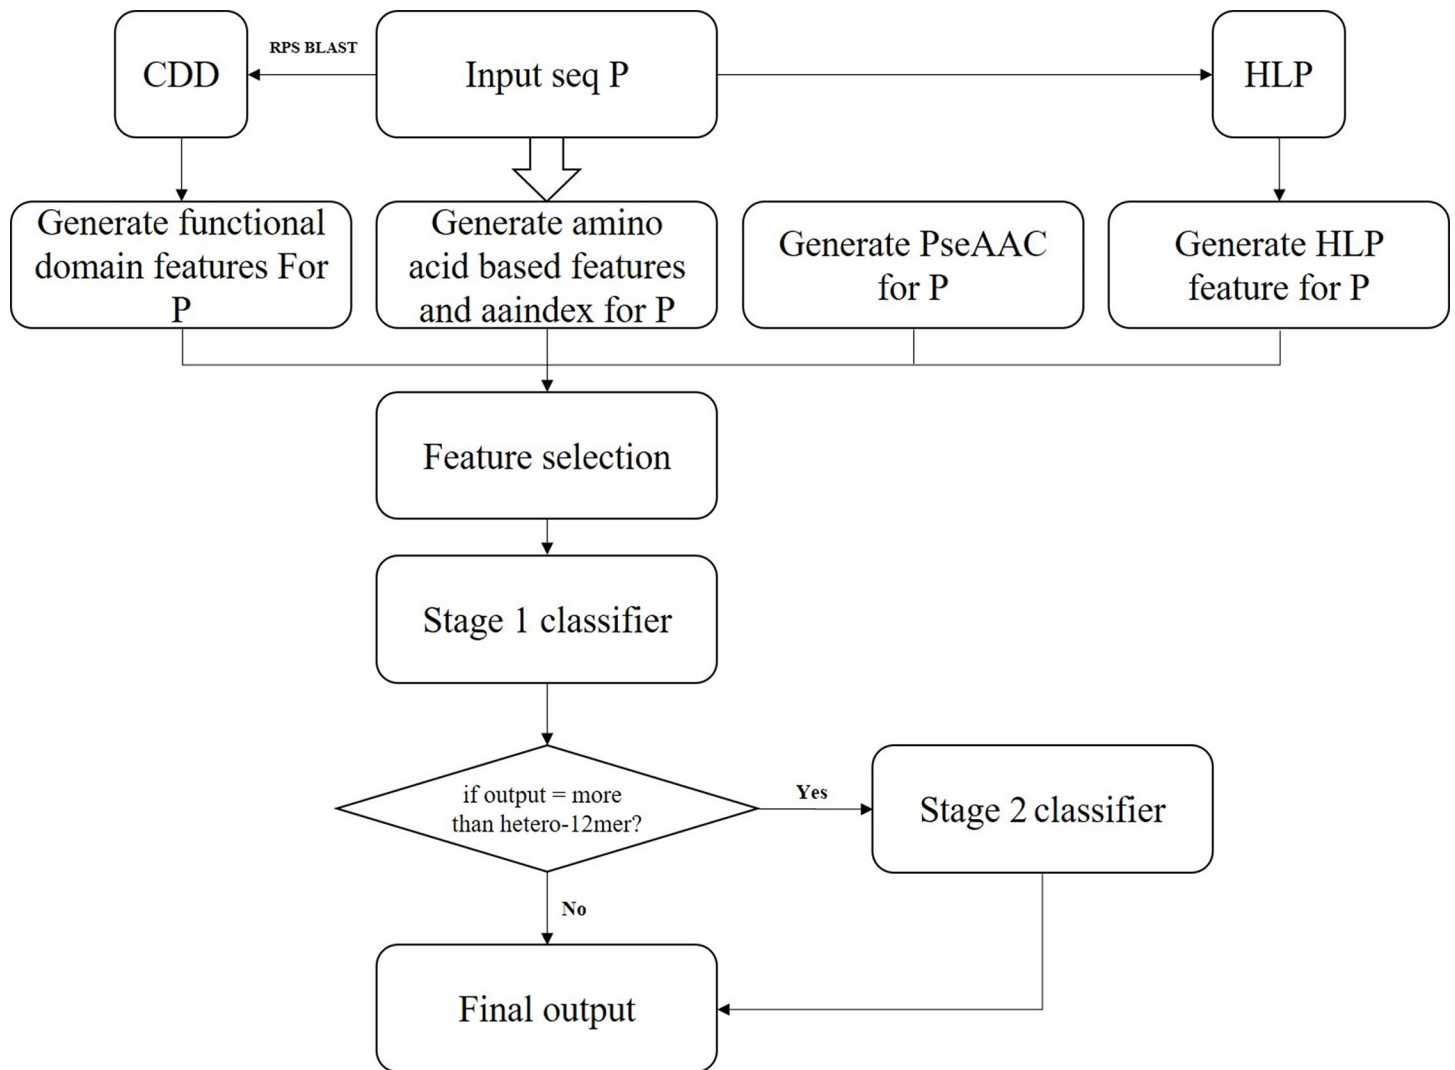 CDD
RPS BLAST
Input seq P
HLP
Generate functional
domain features For
P
Generate amino
acid based features
and aaindex for P
Generate PseAAC
for P
Generate HLP
feature for P
Feature selection
Stage 1 classifier
if output = more
than hetero-12mer?
Yes
Stage 2 classifier
No
Final output